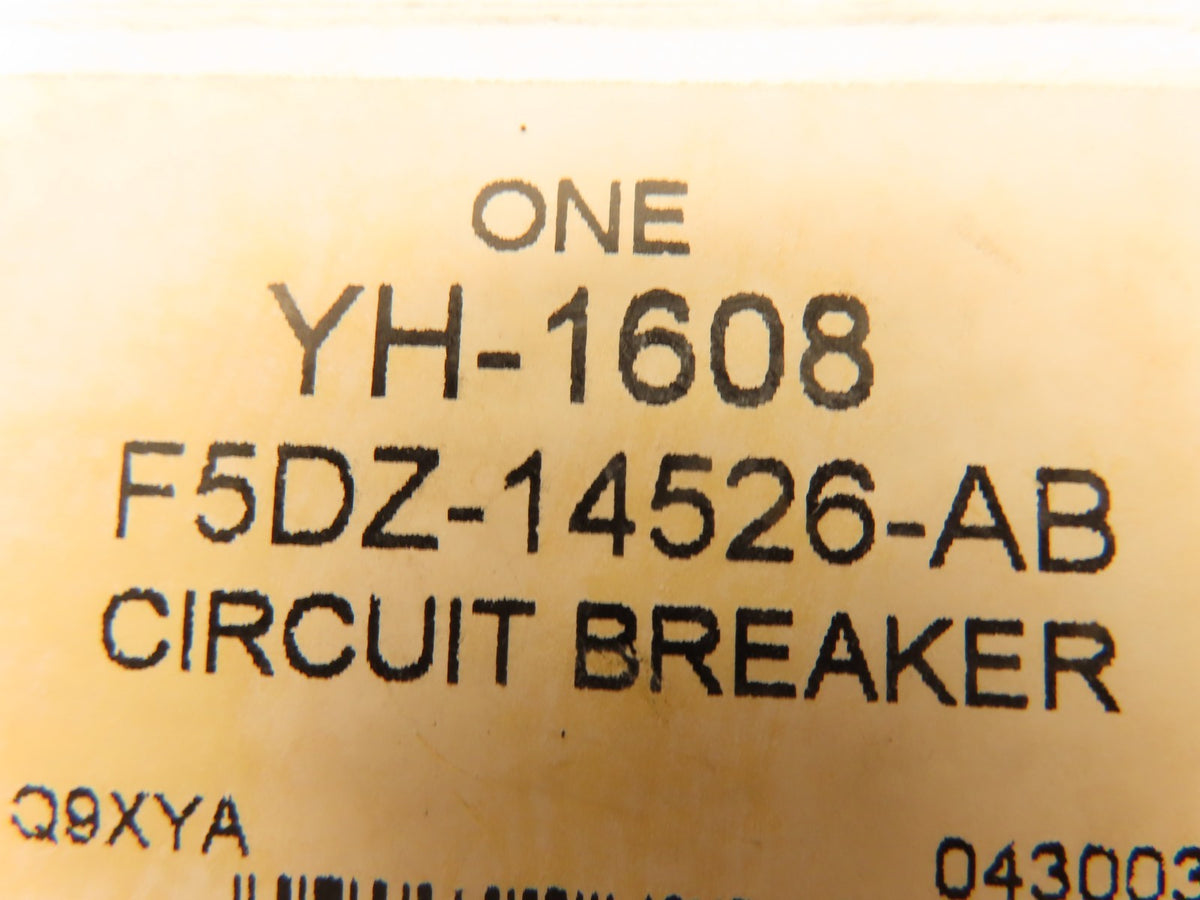 ONE
YH-1608
F5DZ-14526-AB
CIRCUIT BREAKER
Q9XYA
043003